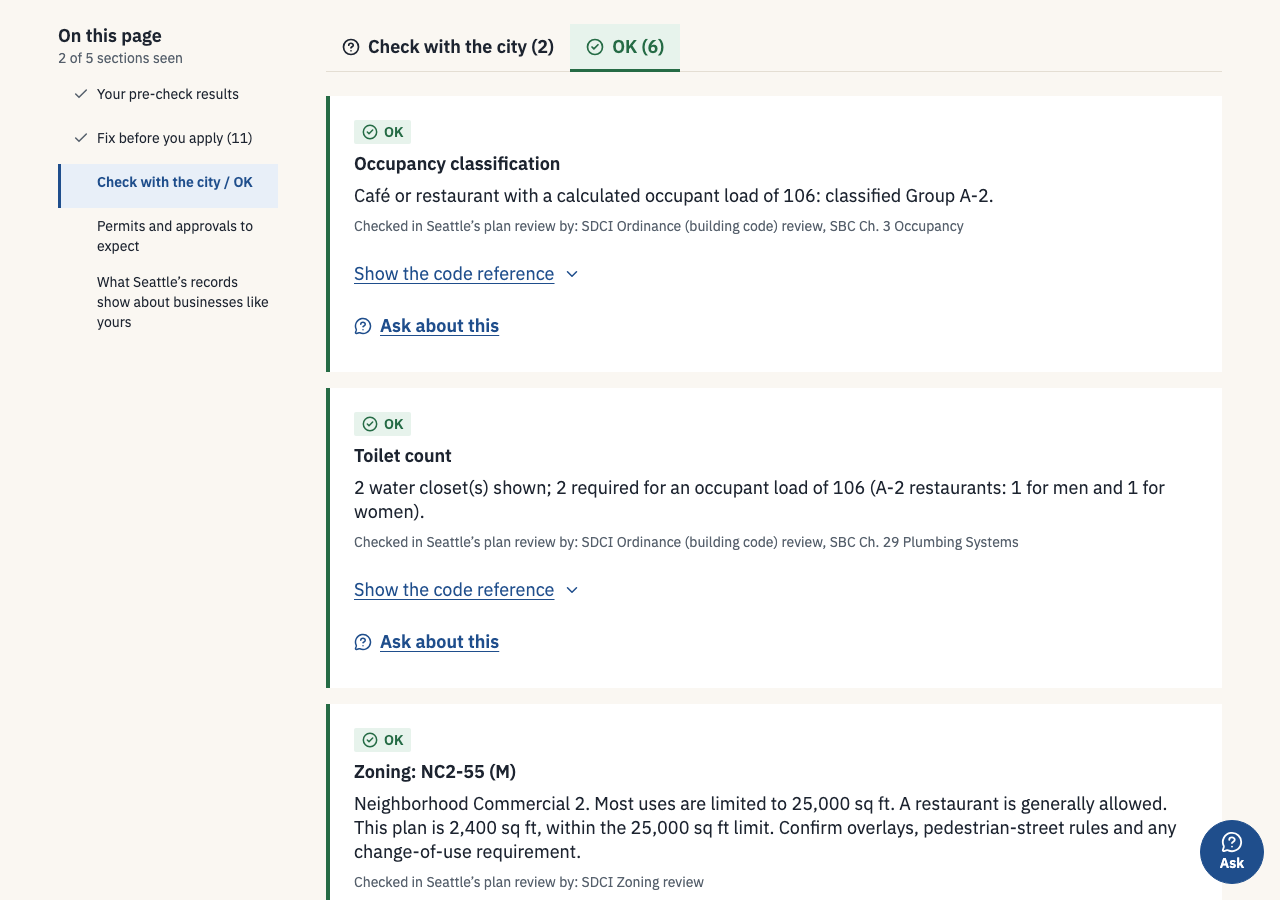 On this page
2 of 5 sections seen
Your pre-check results
Fix before you apply (11)
Check with the city / OK
Permits and approvals to
expect
What Seattle’s records
show about businesses like
yours
Check with the city (2)
OK (6)
OK
Occupancy classification
Café or restaurant with a calculated occupant load of 106: classified Group A-2.
Checked in Seattle’s plan review by: SDCI Ordinance (building code) review, SBC Ch. 3 Occupancy
Show the code reference
Ask about this
OK
Toilet count
2 water closet(s) shown; 2 required for an occupant load of 106 (A-2 restaurants: 1 for men and 1 for
women).
Checked in Seattle’s plan review by: SDCI Ordinance (building code) review, SBC Ch. 29 Plumbing Systems
Show the code reference
Ask about this
OK
Zoning: NC2-55 (M)
Neighborhood Commercial 2. Most uses are limited to 25,000 sq ft. A restaurant is generally allowed.
This plan is 2,400 sq ft, within the 25,000 sq ft limit. Confirm overlays, pedestrian-street rules and any
change-of-use requirement.
Checked in Seattle’s plan review by: SDCI Zoning review
Ask